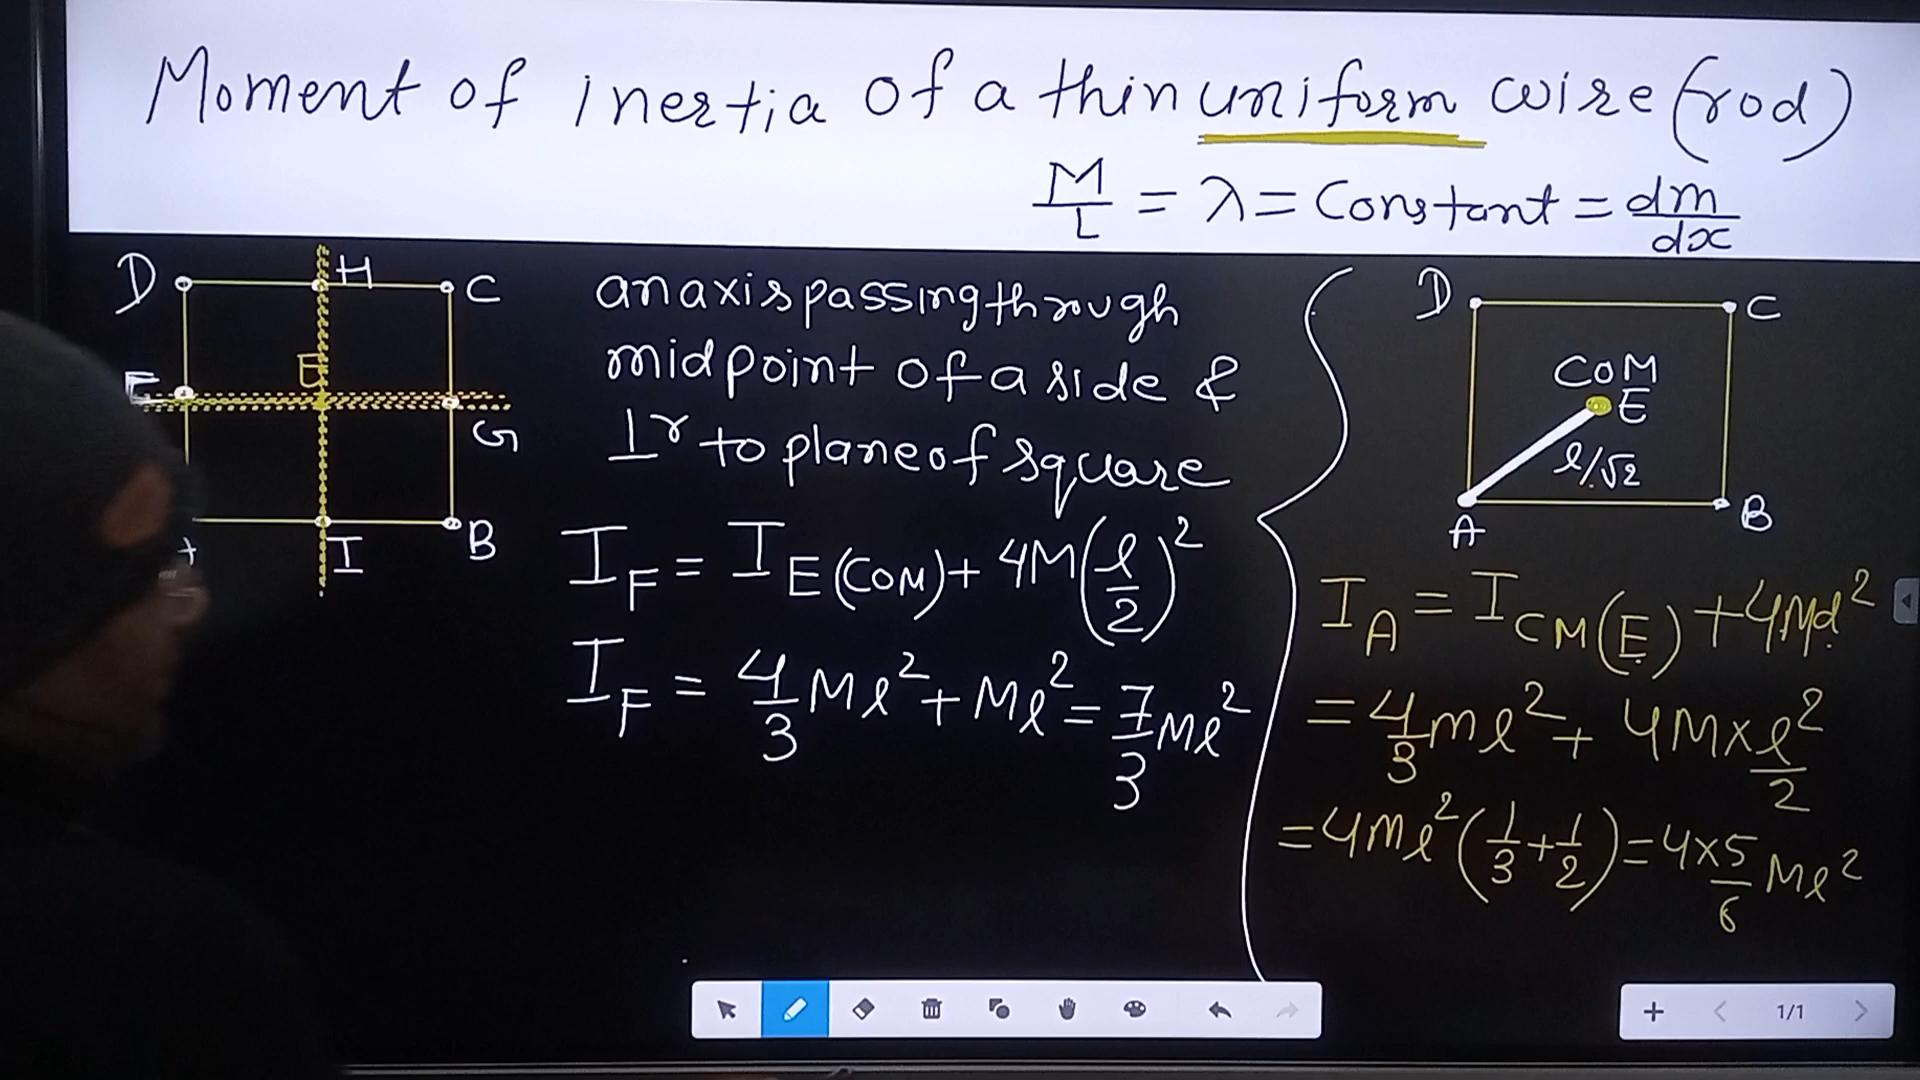 Moment of inertia of a thin uniform wire (rod)
M/L = λ = Constant = dm/dx
D H C
E
F G
I B
an axis passing through
midpoint of a side &
⊥r to plane of square
I_F = I_E(COM) + 4M(ℓ/2)²
I_F = 4/3 Mℓ² + Mℓ² = 7/3 Mℓ²
D C
COM
E
ℓ/√2
A B
I_A = I_CM(E) + 4Md²
= 4/3 mℓ² + 4M×ℓ²/2
= 4Mℓ²(1/3 + 1/2) = 4×5/6 Mℓ²
1/1